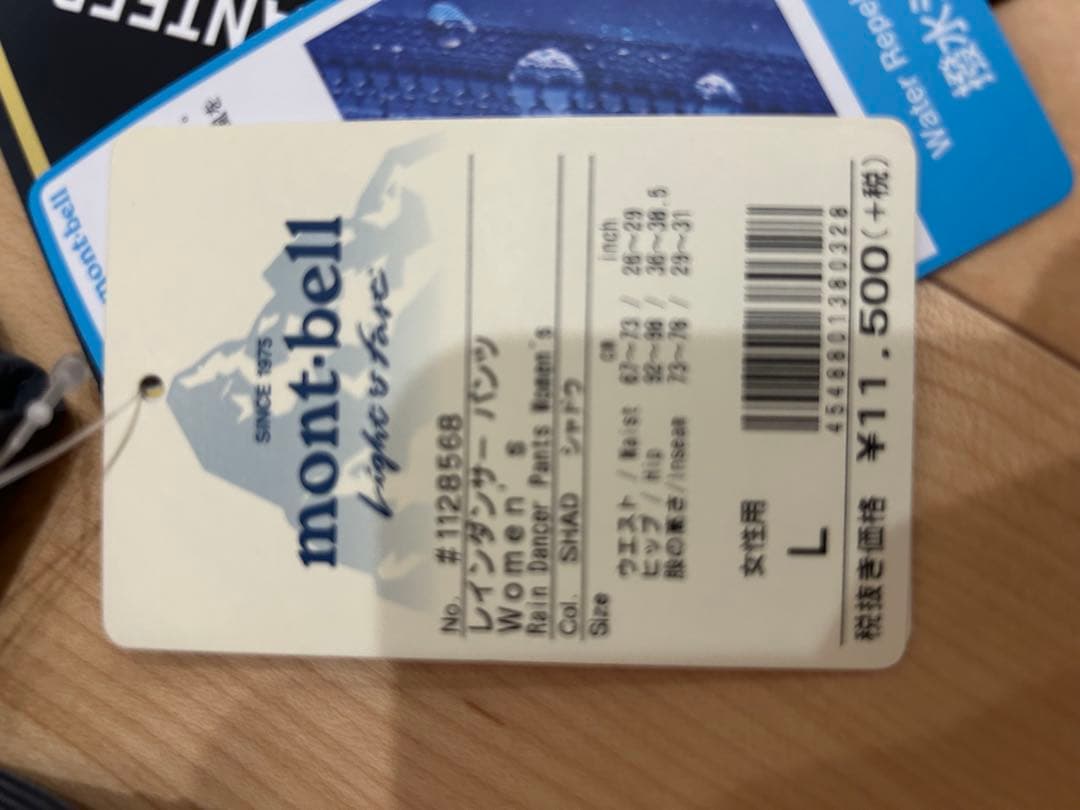 SINCE 1975
mont·bell
Light & Fast
No. #1128568
レインダンサー パンツ
Women's
Rain Dancer Pants Women's
Col. SHAD シャドウ
Size
cm inch
ウエスト / Waist 67〜73 / 26〜29
ヒップ / Hip 92〜98 / 36〜38.5
股の長さ/Inseam 73〜78 / 29〜31
女性用
L
4548801380328
税抜き価格 ¥11.500(+税)
mont·bell
Water Repel
撥水